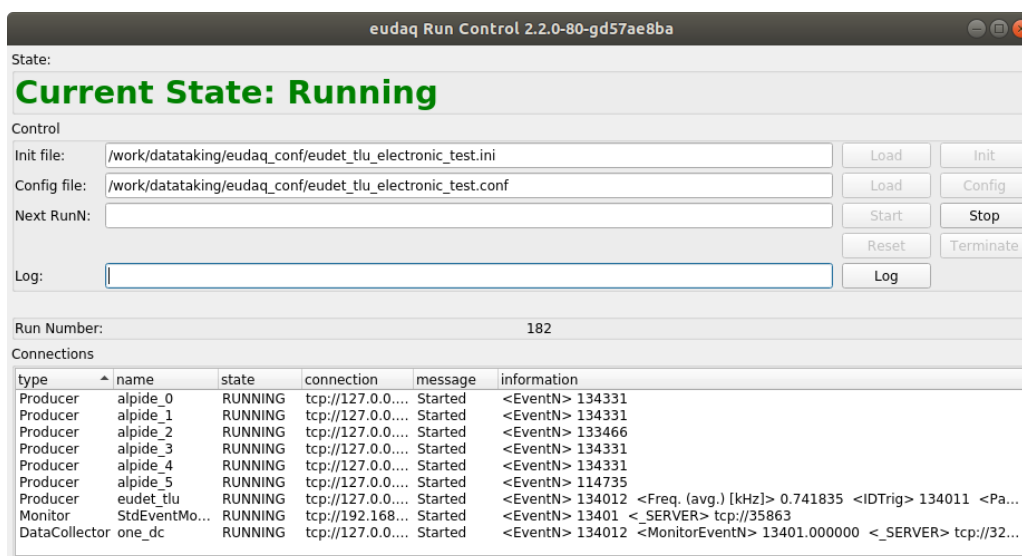 eudaq Run Control 2.2.0-80-gd57ae8ba
State:
Current State: Running
Control
Init file: /work/datataking/eudaq_conf/eudet_tlu_electronic_test.ini Load Init
Config file: /work/datataking/eudaq_conf/eudet_tlu_electronic_test.conf Load Config
Next RunN: Start Stop
Reset Terminate
Log: Log
Run Number: 182
Connections
type name state connection message information
Producer alpide_0 RUNNING tcp://127.0.0.... Started <EventN> 134331
Producer alpide_1 RUNNING tcp://127.0.0.... Started <EventN> 134331
Producer alpide_2 RUNNING tcp://127.0.0.... Started <EventN> 133466
Producer alpide_3 RUNNING tcp://127.0.0.... Started <EventN> 134331
Producer alpide_4 RUNNING tcp://127.0.0.... Started <EventN> 134331
Producer alpide_5 RUNNING tcp://127.0.0.... Started <EventN> 114735
Producer eudet_tlu RUNNING tcp://127.0.0.... Started <EventN> 134012 <Freq. (avg.) [kHz]> 0.741835 <IDTrig> 134011 <Pa...
Monitor StdEventMo... RUNNING tcp://192.168... Started <EventN> 13401 <_SERVER> tcp://35863
DataCollector one_dc RUNNING tcp://127.0.0.... Started <EventN> 134012 <MonitorEventN> 13401.000000 <_SERVER> tcp://32...